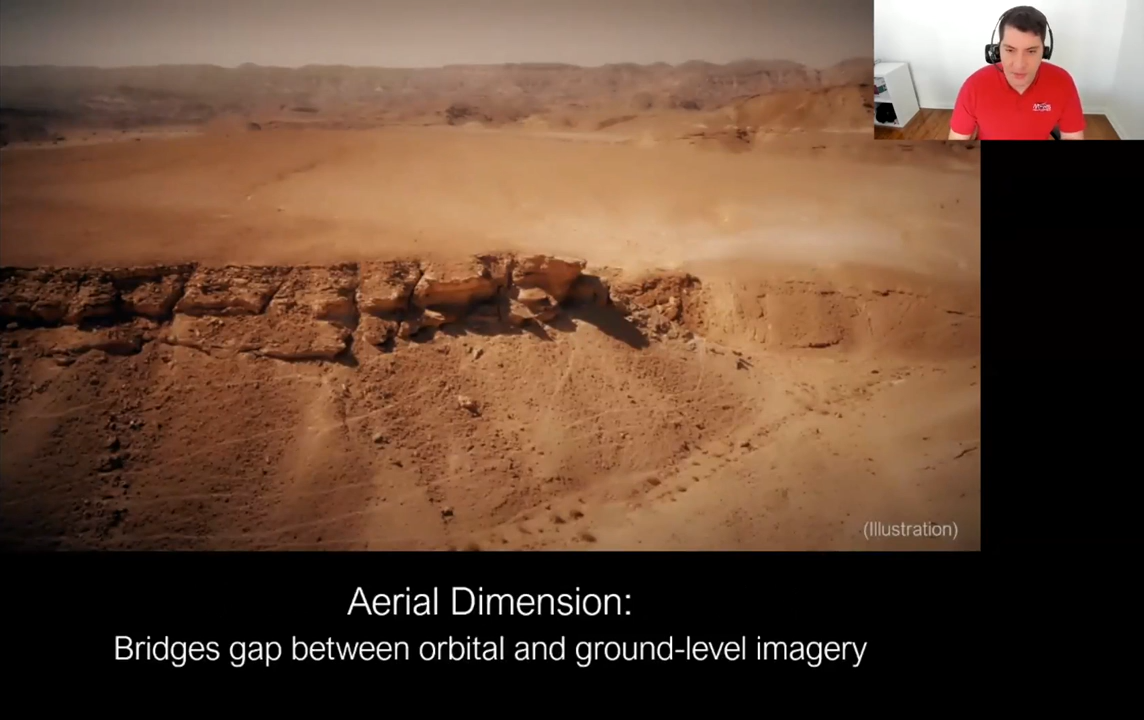 (Illustration)
Aerial Dimension:
Bridges gap between orbital and ground-level imagery